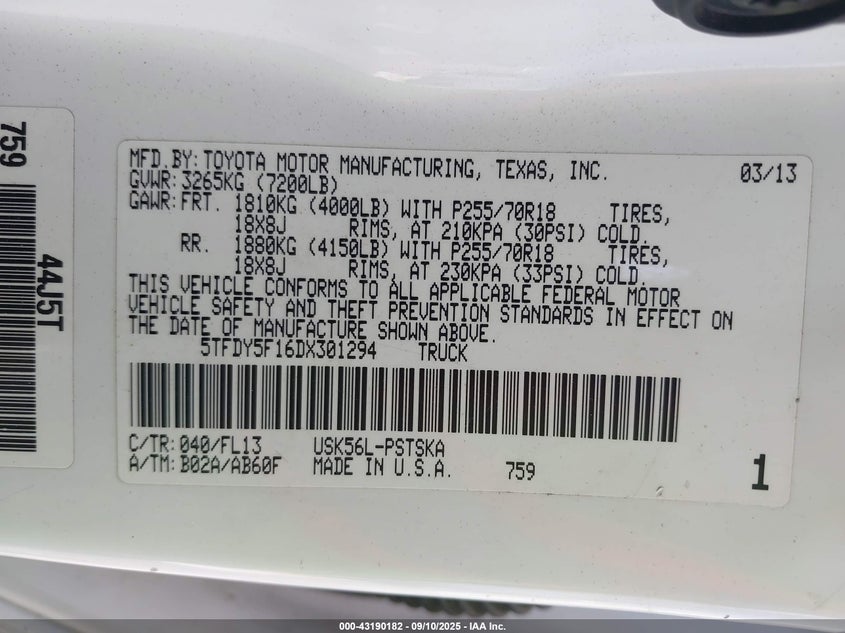 759
44J5T
MFD.BY:TOYOTA MOTOR MANUFACTURING, TEXAS, INC. 03/13
GVWR:3265KG (7200LB)
GAWR:FRT. 1810KG (4000LB) WITH P255/70R18 TIRES,
18X8J RIMS, AT 210KPA (30PSI) COLD.
RR. 1880KG (4150LB) WITH P255/70R18 TIRES,
18X8J RIMS, AT 230KPA (33PSI) COLD.
THIS VEHICLE CONFORMS TO ALL APPLICABLE FEDERAL MOTOR
VEHICLE SAFETY AND THEFT PREVENTION STANDARDS IN EFFECT ON
THE DATE OF MANUFACTURE SHOWN ABOVE.
5TFDY5F16DX301294 TRUCK
C/TR:040/FL13 USK56L-PSTSKA
A/TM:B02A/AB60F MADE IN U.S.A. 759 1
000-43190182 - 09/10/2025 - IAA Inc.